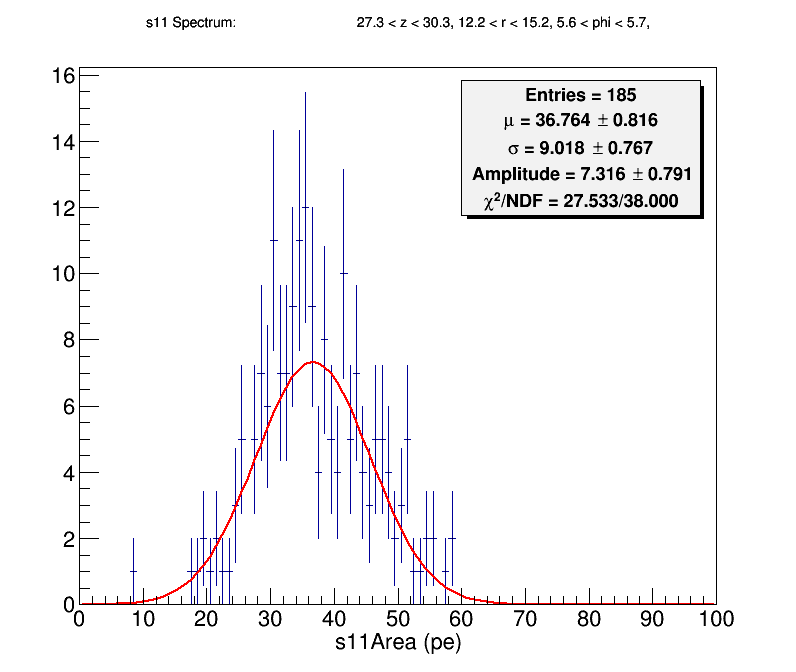 s11 Spectrum: 27.3 < z < 30.3, 12.2 < r < 15.2, 5.6 < phi < 5.7,
Entries = 185
μ = 36.764 ± 0.816
σ = 9.018 ± 0.767
Amplitude = 7.316 ± 0.791
χ²/NDF = 27.533/38.000
16
14
12
10
8
6
4
2
0
0 10 20 30 40 50 60 70 80 90 100
s11Area (pe)